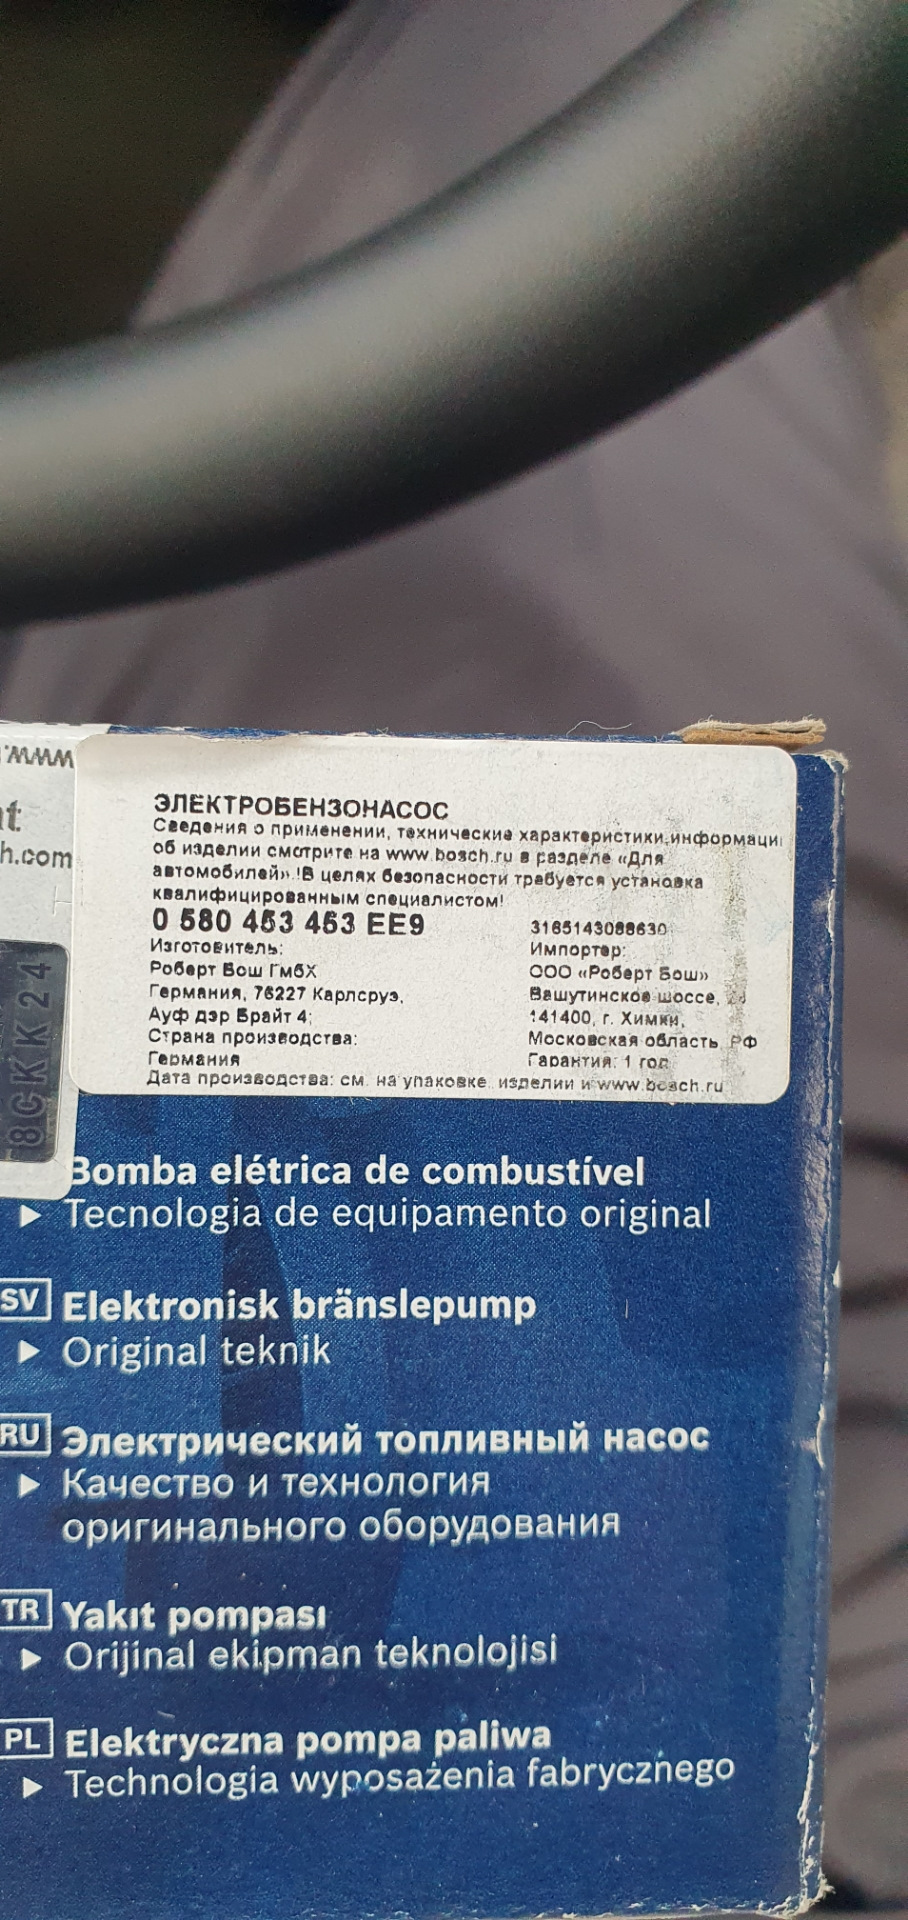 www.
h.com
8CKK24
ЭЛЕКТРОБЕНЗОНАСОС
Сведения о применении, технические характеристики,информаци
об изделии смотрите на www.bosch.ru в разделе «Для
автомобилей».!В целях безопасности требуется установка
квалифицированным специалистом!
0 580 453 453 EE9
Изготовитель:
Роберт Бош ГмбХ
Германия, 76227 Карлсруэ,
Ауф дэр Брайт 4;
Страна производства:
Германия
3165143088630
Импортер:
ООО «Роберт Бош»
Вашутинское шоссе,
141400, г. Химки,
Московская область, РФ
Гарантия: 1 год
Дата производства: см. на упаковке, изделии и www.bosch.ru
Bomba elétrica de combustível
Tecnologia de equipamento original
SV Elektronisk bränslepump
Original teknik
RU Электрический топливный насос
Качество и технология
оригинального оборудования
TR Yakıt pompası
Orijinal ekipman teknolojisi
PL Elektryczna pompa paliwa
Technologia wyposażenia fabrycznego